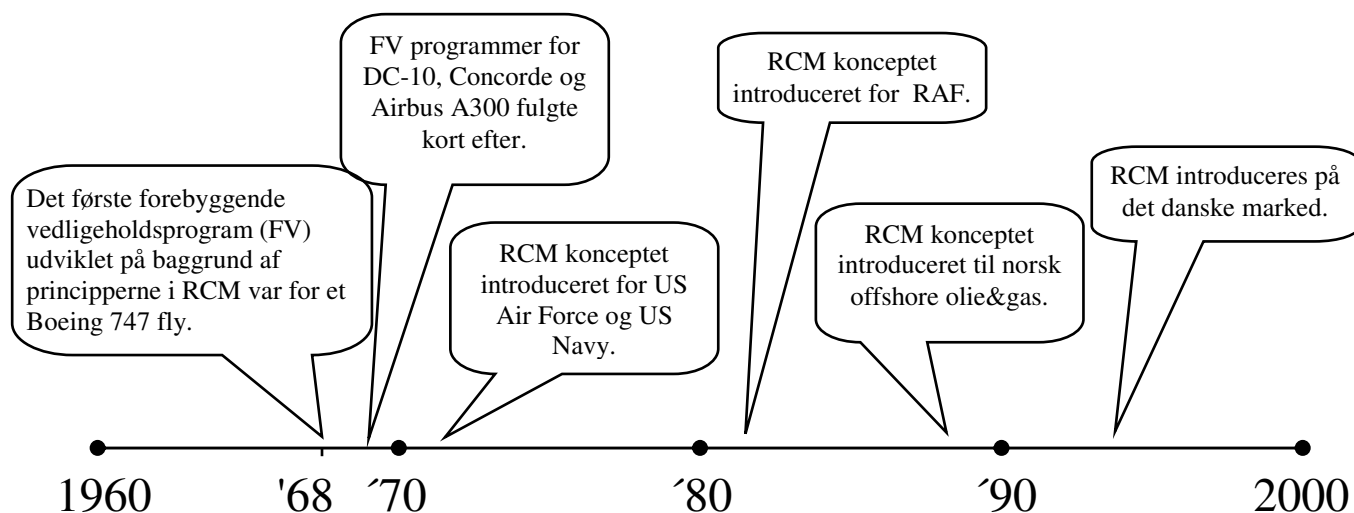 Det første forebyggende
vedligeholdsprogram (FV)
udviklet på baggrund af
principperne i RCM var for et
Boeing 747 fly.
FV programmer for
DC-10, Concorde og
Airbus A300 fulgte
kort efter.
RCM konceptet
introduceret for US
Air Force og US
Navy.
RCM konceptet
introduceret for  RAF.
RCM konceptet
introduceret til norsk
offshore olie&gas.
RCM introduceres på
det danske marked.
1960 '68 ´70 ´80 ´90 2000